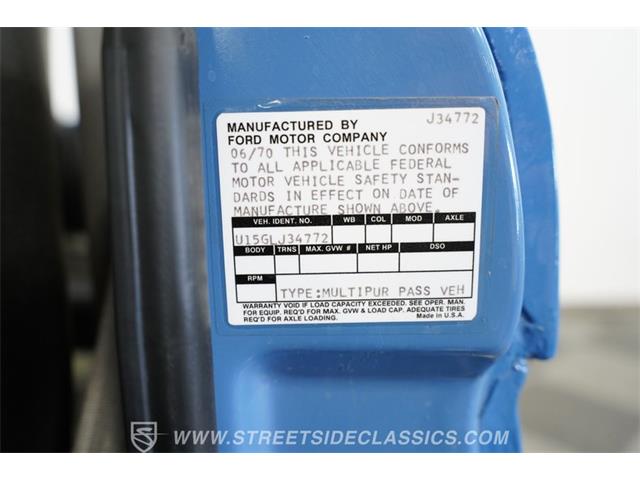 MANUFACTURED BY J34772
FORD MOTOR COMPANY
06/70 THIS VEHICLE CONFORMS
TO ALL APPLICABLE FEDERAL
MOTOR VEHICLE SAFETY STAN-
DARDS IN EFFECT ON DATE OF
MANUFACTURE SHOWN ABOVE.
VEH. IDENT. NO. WB COL MOD AXLE
U15GLJ34772
BODY TRNS MAX. GVW # NET HP DSO
RPM
TYPE:MULTIPUR PASS VEH
WARRANTY VOID IF LOAD CAPACITY EXCEEDED. SEE OPER. MAN.
FOR EQUIP. REQ'D FOR MAX. GVW & LOAD CAP. ADEQUATE TIRES
REQ'D FOR AXLE LOADING. Made in U.S.A.
WWW.STREETSIDECLASSICS.COM